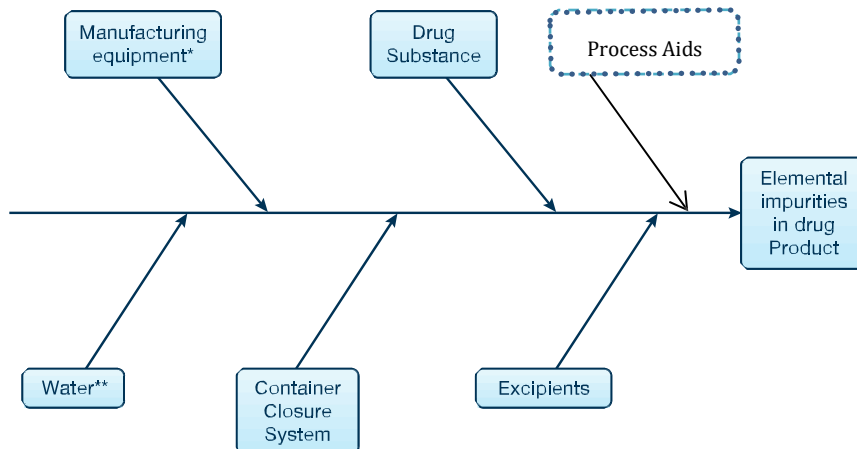 Manufacturing
equipment*
Drug
Substance
Process Aids
Elemental
impurities
in drug
Product
Water**
Container
Closure
System
Excipients